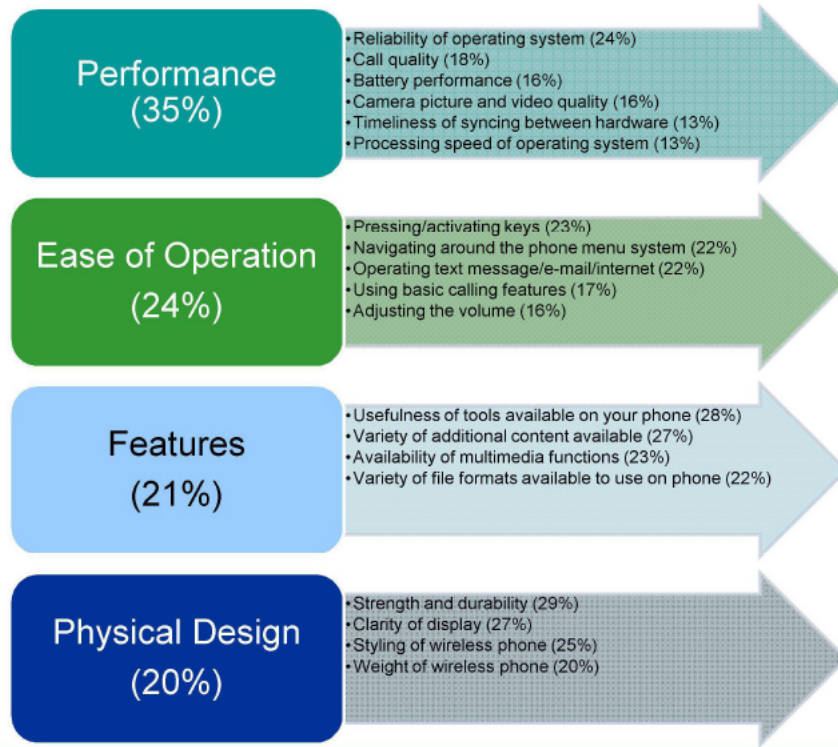 Performance
(35%)
•Reliability of operating system (24%)
•Call quality (18%)
•Battery performance (16%)
•Camera picture and video quality (16%)
•Timeliness of syncing between hardware (13%)
•Processing speed of operating system (13%)
Ease of Operation
(24%)
•Pressing/activating keys (23%)
•Navigating around the phone menu system (22%)
•Operating text message/e-mail/internet (22%)
•Using basic calling features (17%)
•Adjusting the volume (16%)
Features
(21%)
•Usefulness of tools available on your phone (28%)
•Variety of additional content available (27%)
•Availability of multimedia functions (23%)
•Variety of file formats available to use on phone (22%)
Physical Design
(20%)
•Strength and durability (29%)
•Clarity of display (27%)
•Styling of wireless phone (25%)
•Weight of wireless phone (20%)